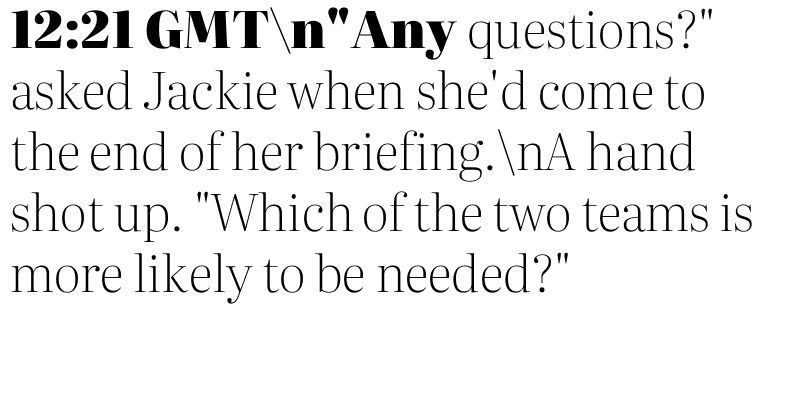 12:21 GMT\n"Any questions?"
asked Jackie when she'd come to
the end of her briefing.\nA hand
shot up. "Which of the two teams is
more likely to be needed?"